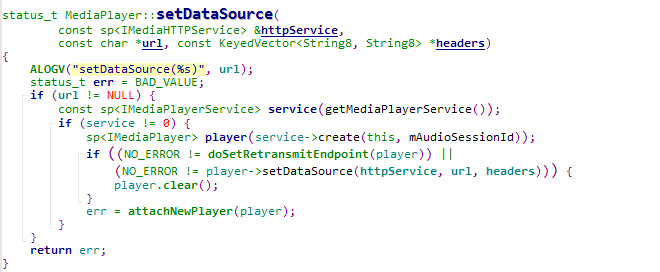 status_t MediaPlayer::setDataSource(
        const sp<IMediaHTTPService> &httpService,
        const char *url, const KeyedVector<String8, String8> *headers)
{
    ALOGV("setDataSource(%s)", url);
    status_t err = BAD_VALUE;
    if (url != NULL) {
        const sp<IMediaPlayerService> service(getMediaPlayerService());
        if (service != 0) {
            sp<IMediaPlayer> player(service->create(this, mAudioSessionId));
            if ((NO_ERROR != doSetRetransmitEndpoint(player)) ||
                (NO_ERROR != player->setDataSource(httpService, url, headers))) {
                player.clear();
            }
            err = attachNewPlayer(player);
        }
    }
    return err;
}